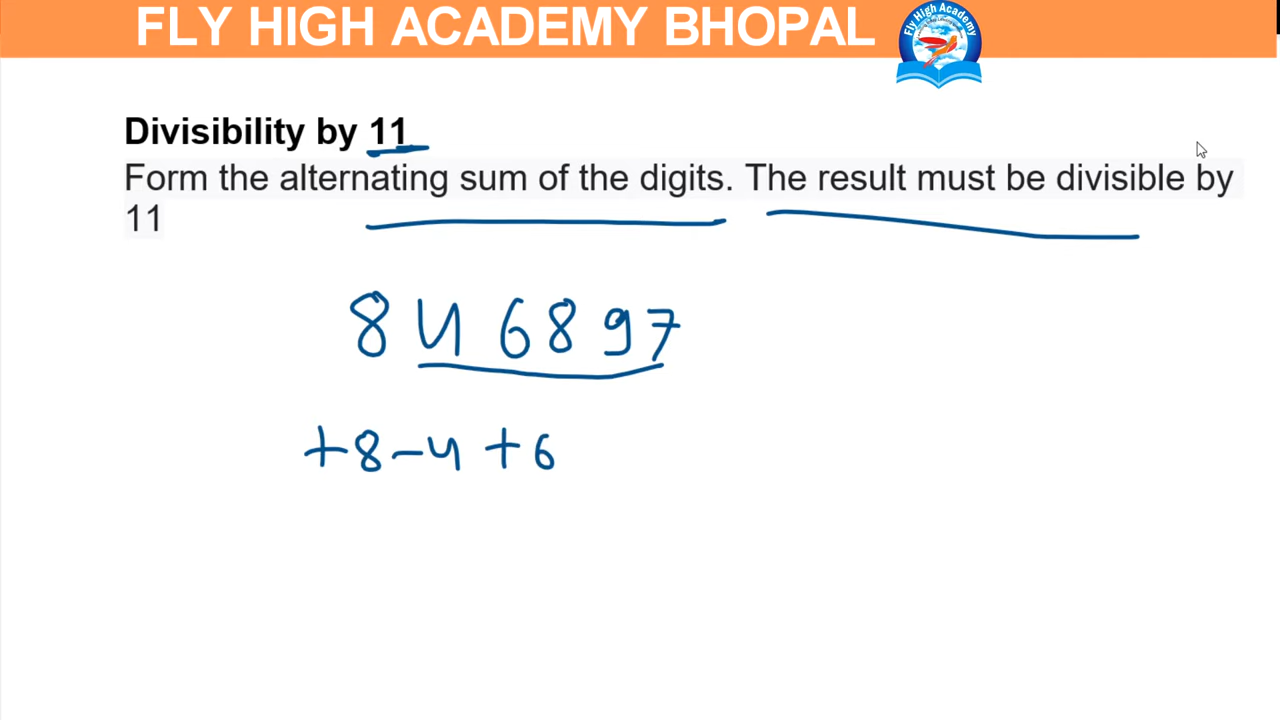 FLY HIGH ACADEMY BHOPAL
Fly High Academy
Divisibility by 11
Form the alternating sum of the digits. The result must be divisible by
11
846897
+8-4+6